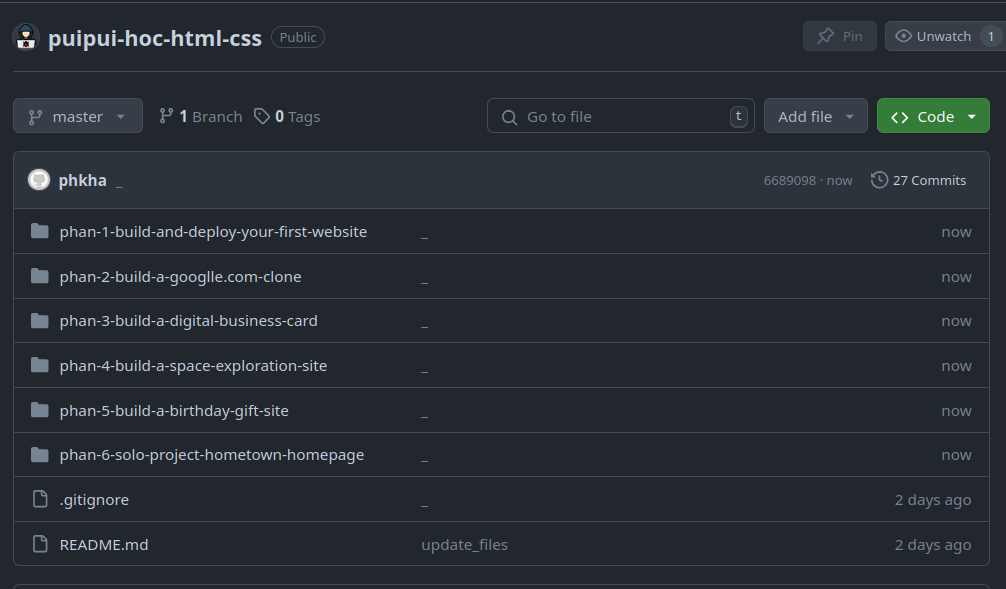 puipui-hoc-html-css Public Pin Unwatch 1
master 1 Branch 0 Tags Go to file t Add file Code
phkha _ 6689098 · now 27 Commits
phan-1-build-and-deploy-your-first-website _ now
phan-2-build-a-googlle.com-clone _ now
phan-3-build-a-digital-business-card _ now
phan-4-build-a-space-exploration-site _ now
phan-5-build-a-birthday-gift-site _ now
phan-6-solo-project-hometown-homepage _ now
.gitignore _ 2 days ago
README.md update_files 2 days ago